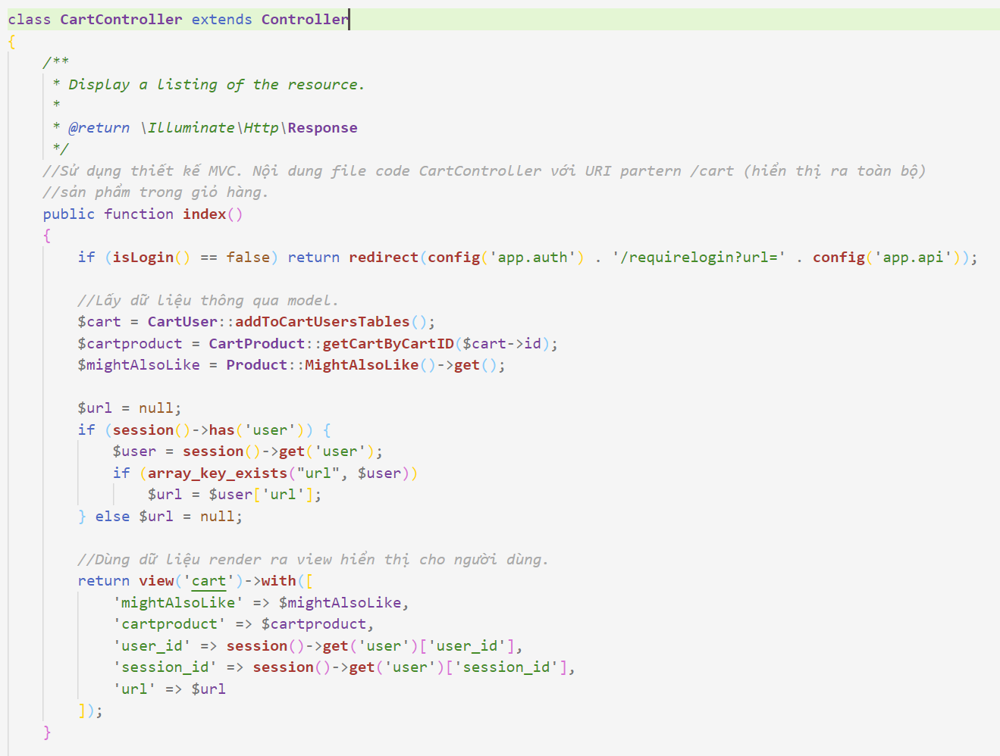 class CartController extends Controller
{
/**
* Display a listing of the resource.
*
* @return \Illuminate\Http\Response
*/
//Sử dụng thiết kế MVC. Nội dung file code CartController với URI partern /cart (hiển thị ra toàn bộ)
//sản phẩm trong giỏ hàng.
public function index()
{
if (isLogin() == false) return redirect(config('app.auth') . '/requirelogin?url=' . config('app.api'));
//Lấy dữ liệu thông qua model.
$cart = CartUser::addToCartUsersTables();
$cartproduct = CartProduct::getCartByCartID($cart->id);
$mightAlsoLike = Product::MightAlsoLike()->get();
$url = null;
if (session()->has('user')) {
$user = session()->get('user');
if (array_key_exists("url", $user))
$url = $user['url'];
} else $url = null;
//Dùng dữ liệu render ra view hiển thị cho người dùng.
return view('cart')->with([
'mightAlsoLike' => $mightAlsoLike,
'cartproduct' => $cartproduct,
'user_id' => session()->get('user')['user_id'],
'session_id' => session()->get('user')['session_id'],
'url' => $url
]);
}